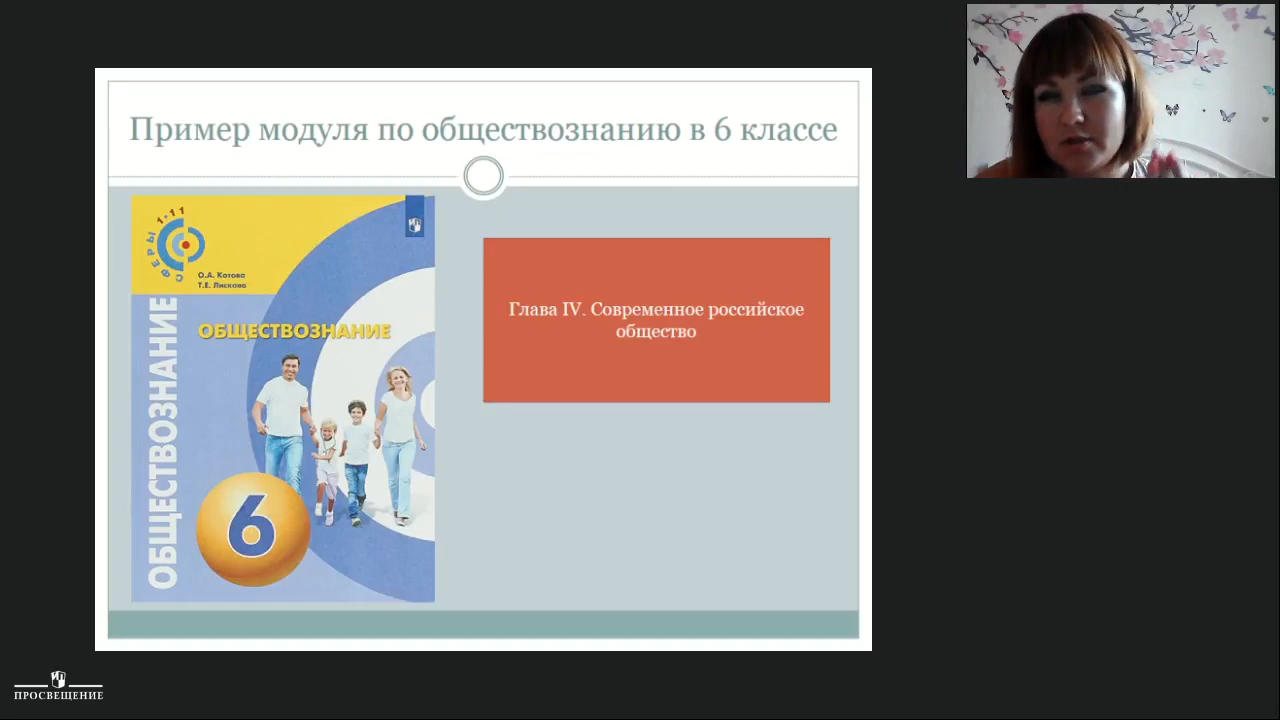 Пример модуля по обществознанию в 6 классе
СФЕРЫ 1-11
О.А. Котова
Т.Е. Лискова
ОБЩЕСТВОЗНАНИЕ
ОБЩЕСТВОЗНАНИЕ
6
Глава IV. Современное российское
общество
ПРОСВЕЩЕНИЕ